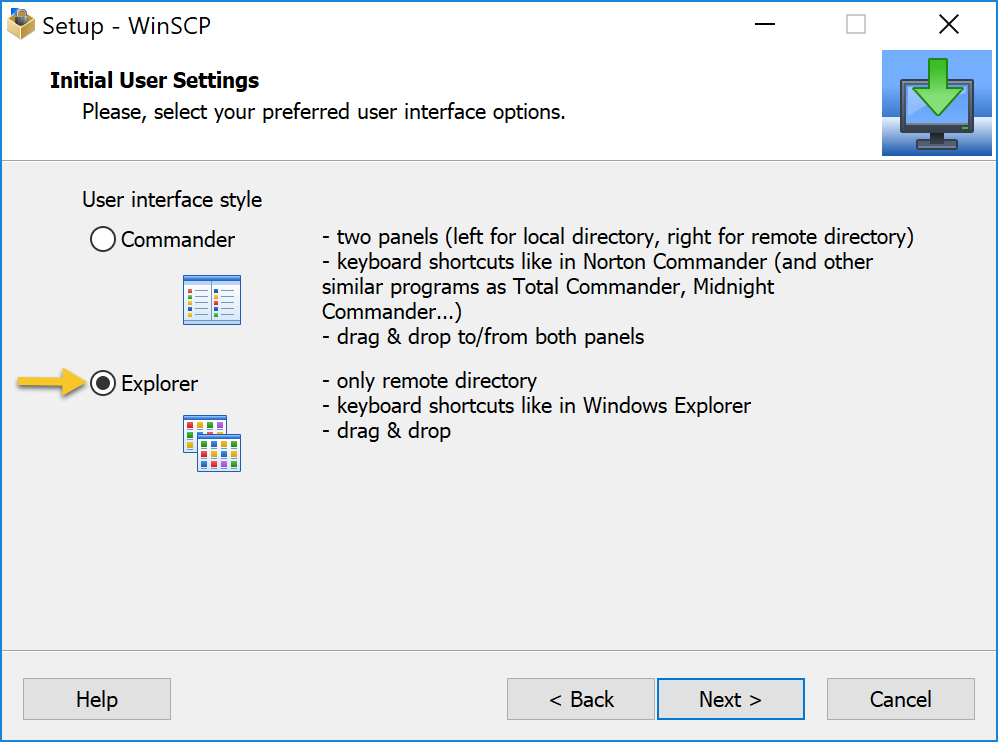 Setup - WinSCP
Initial User Settings
Please, select your preferred user interface options.
User interface style
Commander
- two panels (left for local directory, right for remote directory)
- keyboard shortcuts like in Norton Commander (and other
similar programs as Total Commander, Midnight
Commander...)
- drag & drop to/from both panels
Explorer
- only remote directory
- keyboard shortcuts like in Windows Explorer
- drag & drop
Help
< Back
Next >
Cancel